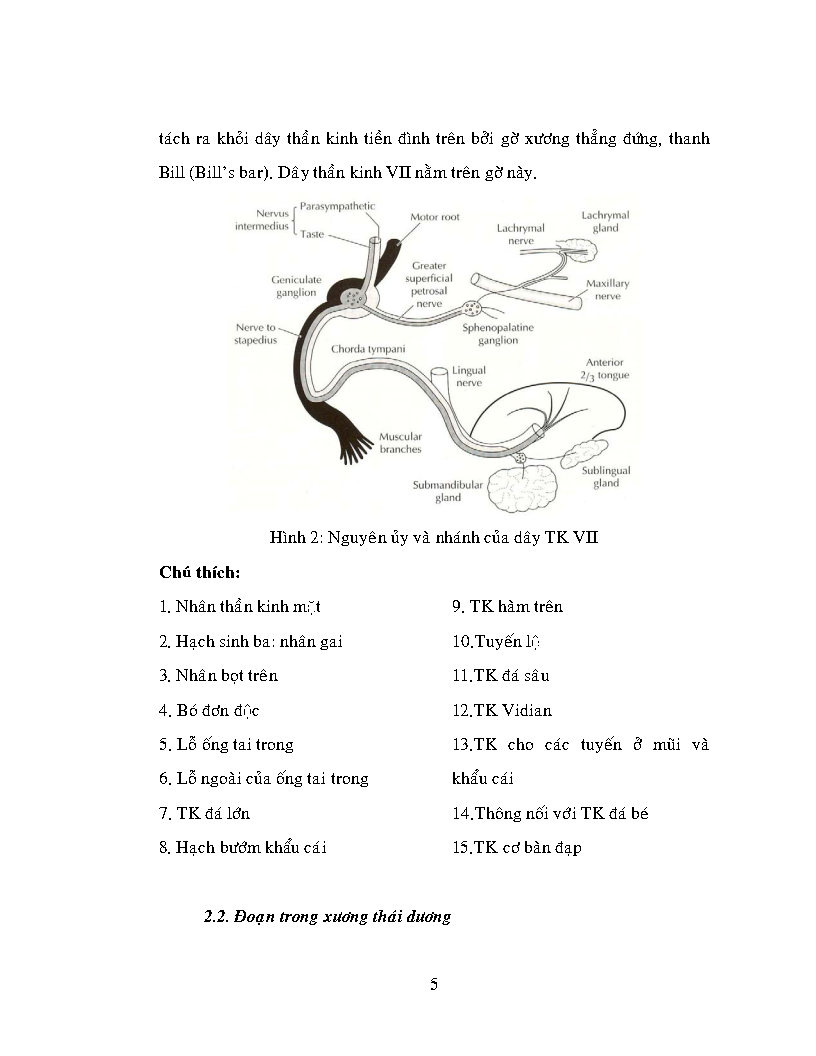 tách ra khỏi dây thần kinh tiền đình trên bởi gờ xương thẳng đứng, thanh
Bill (Bill's bar). Dây thần kinh VII nằm trên gờ này.
Nervus
intermedius
Parasympathetic
Taste
Motor root
Lachrymal
nerve
Lachrymal
gland
Geniculate
ganglion
Greater
superficial
petrosal
nerve
Maxillary
nerve
Nerve to
stapedius
Sphenopalatine
ganglion
Chorda tympani
Lingual
nerve
Anterior
2/3 tongue
Muscular
branches
Submandibular
gland
Sublingual
gland
Hình 2: Nguyên ủy và nhánh của dây TK VII
Chú thích:
1. Nhân thần kinh mặt
2. Hạch sinh ba: nhân gai
3. Nhân bọt trên
4. Bó đơn độc
5. Lỗ ống tai trong
6. Lỗ ngoài của ống tai trong
7. TK đá lớn
8. Hạch bướm khẩu cái
9. TK hàm trên
10.Tuyến lệ
11.TK đá sâu
12.TK Vidian
13.TK cho các tuyến ở mũi và
khẩu cái
14.Thông nối với TK đá bé
15.TK cơ bàn đạp
2.2. Đoạn trong xương thái dương
5